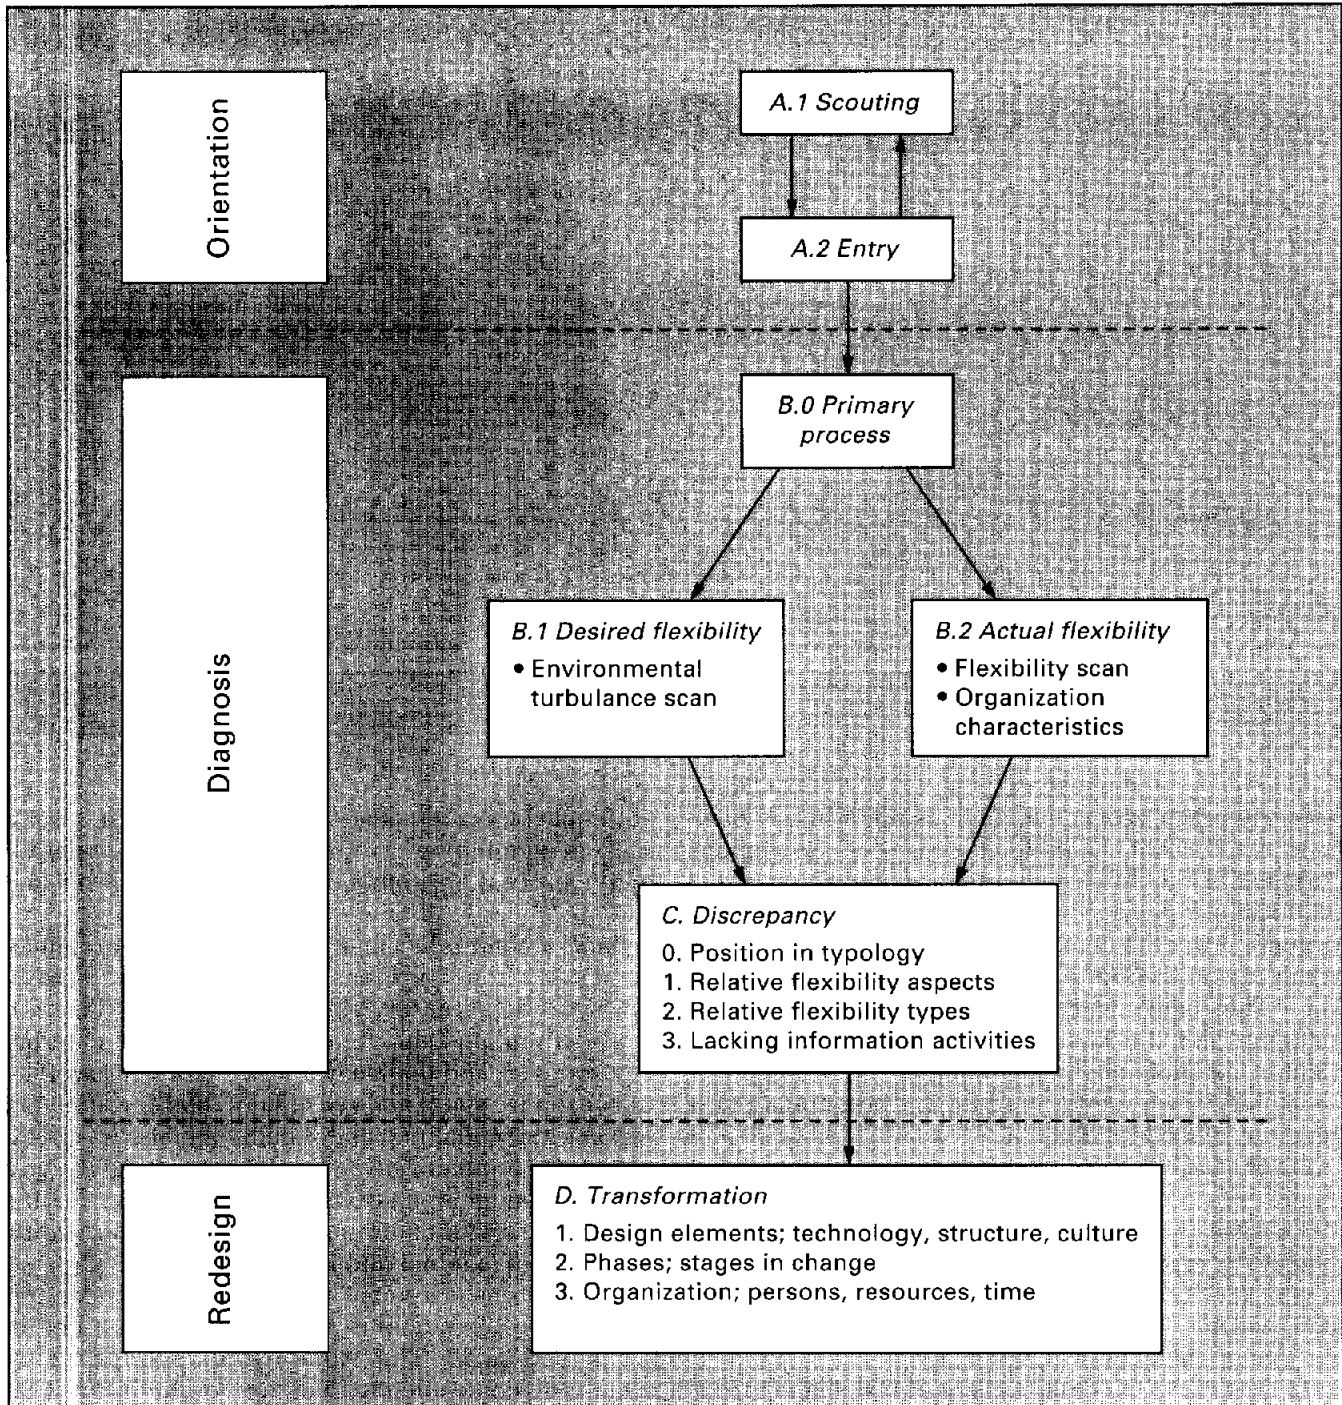 Orientation
A.1 Scouting
A.2 Entry
Diagnosis
B.0 Primary
process
B.1 Desired flexibility
• Environmental
turbulance scan
B.2 Actual flexibility
• Flexibility scan
• Organization
characteristics
C. Discrepancy
0. Position in typology
1. Relative flexibility aspects
2. Relative flexibility types
3. Lacking information activities
Redesign
D. Transformation
1. Design elements; technology, structure, culture
2. Phases; stages in change
3. Organization; persons, resources, time